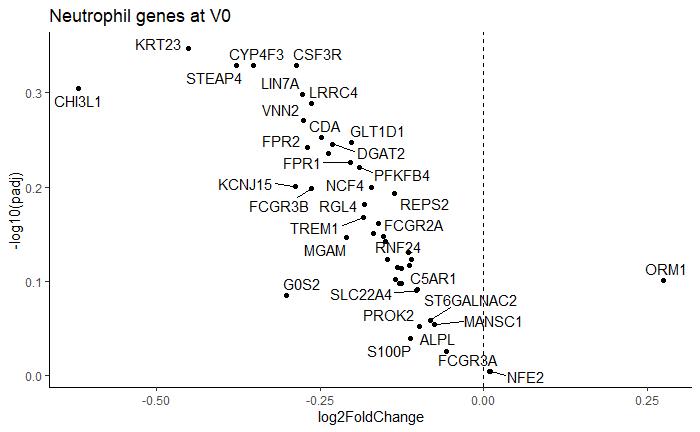 Neutrophil genes at V0
KRT23
CYP4F3
CSF3R
STEAP4
LIN7A
LRRC4
CHI3L1
VNN2
CDA
GLT1D1
FPR2
DGAT2
FPR1
PFKFB4
KCNJ15
NCF4
FCGR3B
RGL4
REPS2
TREM1
FCGR2A
MGAM
RNF24
G0S2
C5AR1
ORM1
SLC22A4
ST6GALNAC2
PROK2
MANSC1
ALPL
S100P
FCGR3A
NFE2
0.3
0.2
0.1
0.0
-log10(padj)
-0.50
-0.25
0.00
0.25
log2FoldChange